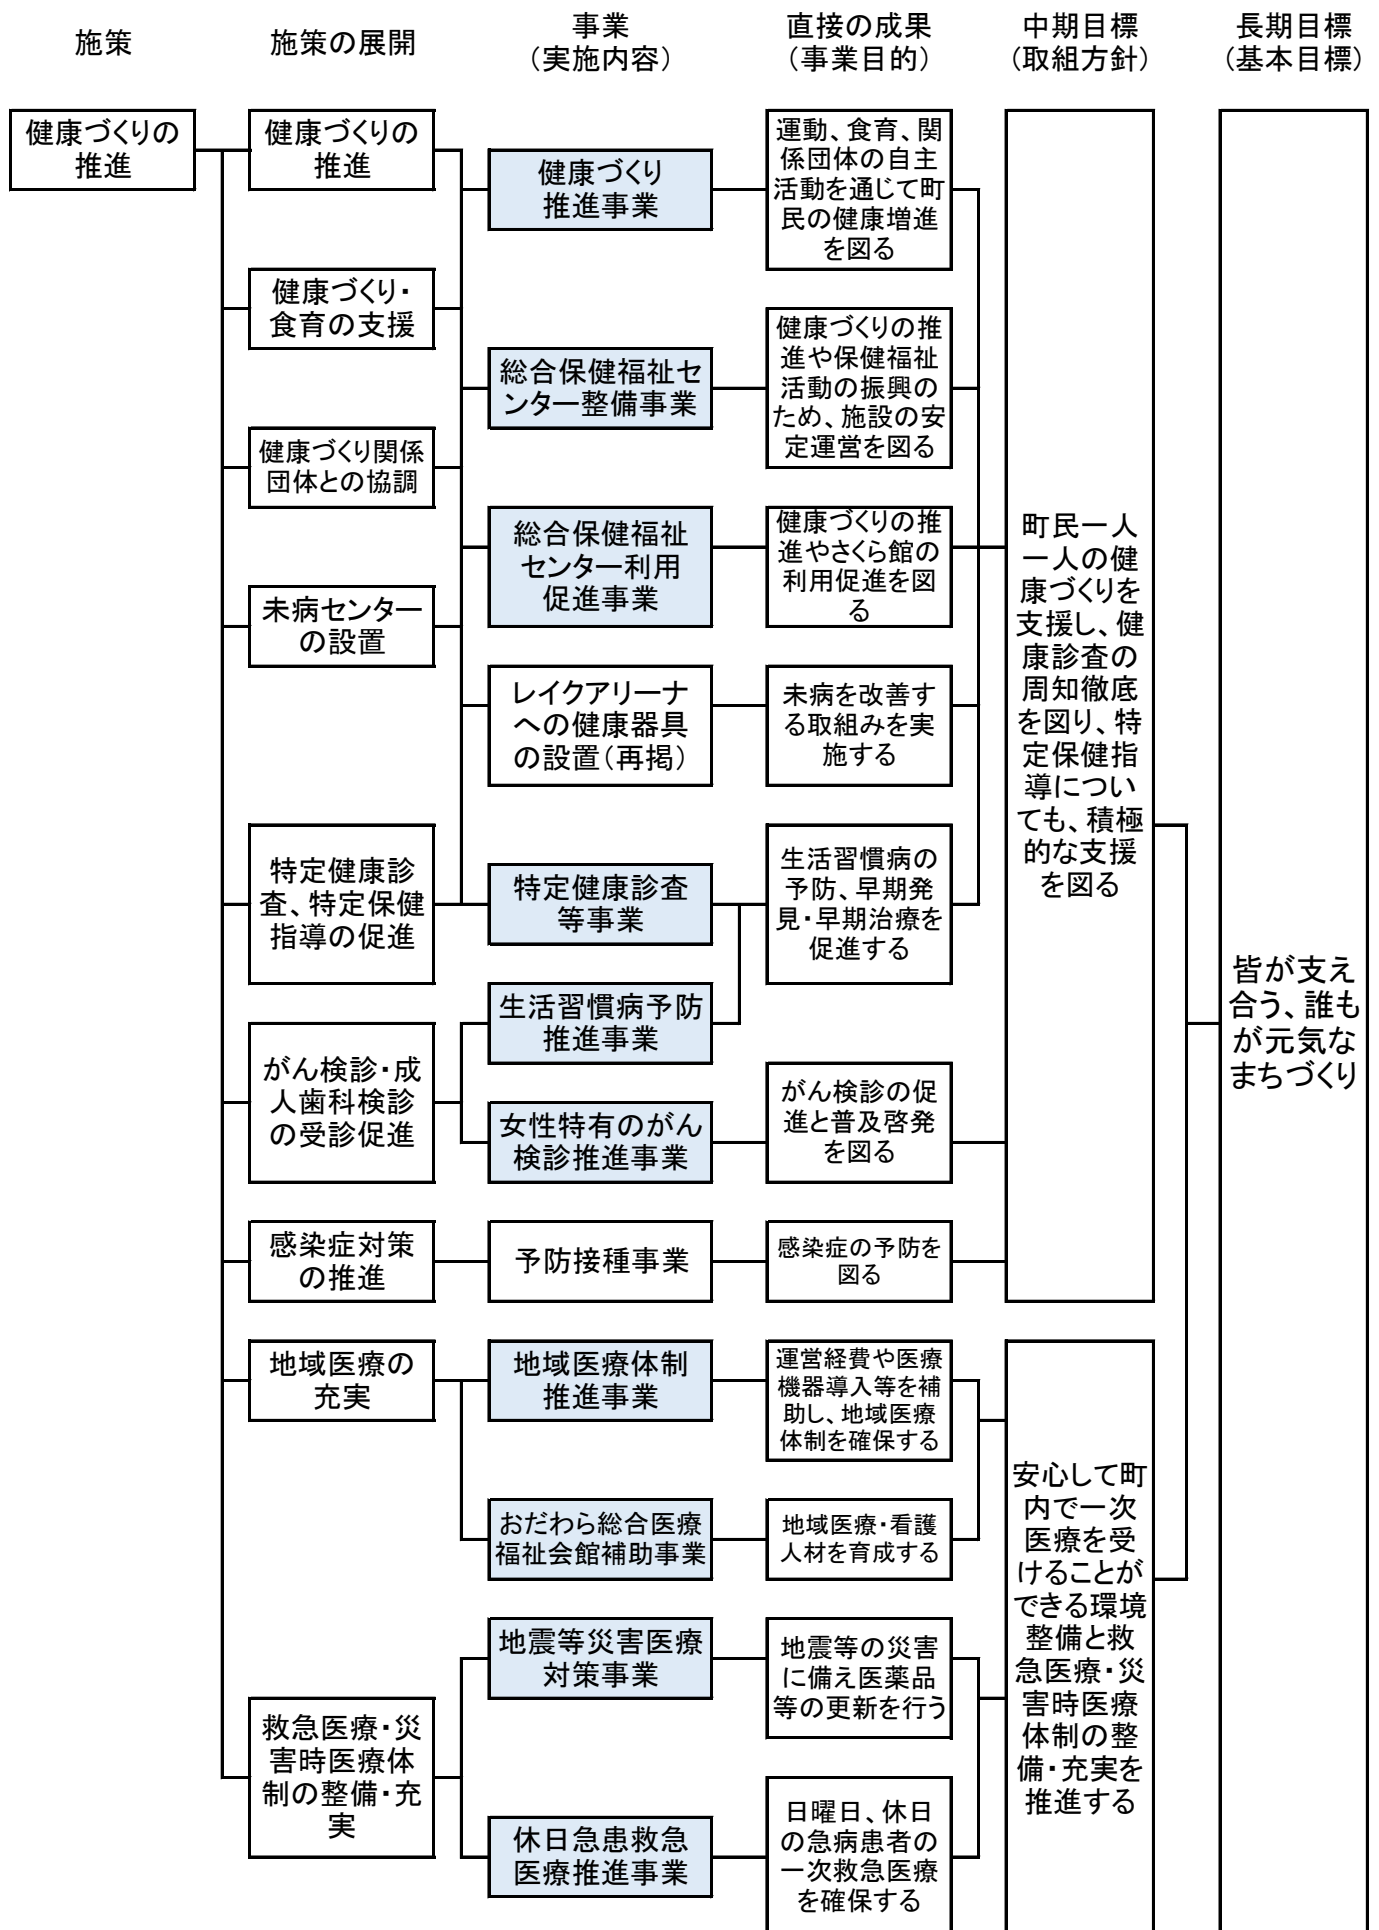 施策
施策の展開
事業
（実施内容）
直接の成果
（事業目的）
中期目標
（取組方針）
長期目標
（基本目標）
健康づくりの
推進
健康づくりの
推進
健康づくり・
食育の支援
健康づくり関係
団体との協調
未病センター
の設置
特定健康診
査、特定保健
指導の促進
がん検診・成
人歯科検診
の受診促進
感染症対策
の推進
地域医療の
充実
救急医療・災
害時医療体
制の整備・充
実
健康づくり
推進事業
総合保健福祉セ
ンター整備事業
総合保健福祉
センター利用
促進事業
レイクアリーナ
への健康器具
の設置（再掲）
特定健康診査
等事業
生活習慣病予防
推進事業
女性特有のがん
検診推進事業
予防接種事業
地域医療体制
推進事業
おだわら総合医療
福祉会館補助事業
地震等災害医療
対策事業
休日急患救急
医療推進事業
運動、食育、関
係団体の自主
活動を通じて町
民の健康増進
を図る
健康づくりの推
進や保健福祉
活動の振興の
ため、施設の安
定運営を図る
健康づくりの推
進やさくら館の
利用促進を図
る
未病を改善す
る取組みを実
施する
生活習慣病の
予防、早期発
見・早期治療を
促進する
がん検診の促
進と普及啓発
を図る
感染症の予防を
図る
運営経費や医療
機器導入等を補
助し、地域医療
体制を確保する
地域医療・看護
人材を育成する
地震等の災害
に備え医薬品
等の更新を行う
日曜日、休日
の急病患者の
一次救急医療
を確保する
町民一人
一人の健
康づくりを
支援し、健
康診査の
周知徹底
を図り、特
定保健指
導につい
ても、積極
的な支援
を図る
安心して町
内で一次
医療を受
けることが
できる環境
整備と救
急医療・災
害時医療
体制の整
備・充実を
推進する
皆が支え
合う、誰も
が元気な
まちづくり